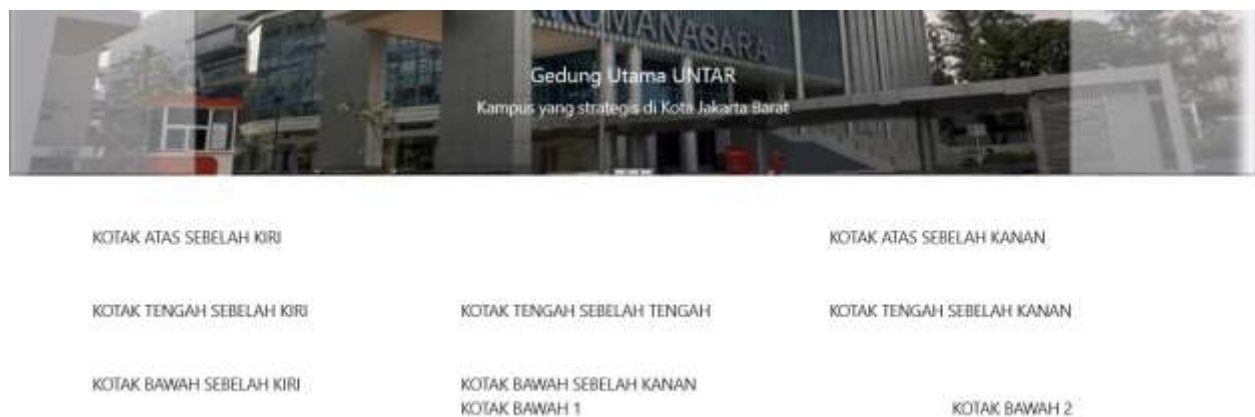 RUMANAGARA
Gedung Utama UNTAR
Kampus yang strategis di Kota Jakarta Barat
KOTAK ATAS SEBELAH KIRI
KOTAK ATAS SEBELAH KANAN
KOTAK TENGAH SEBELAH KIRI
KOTAK TENGAH SEBELAH TENGAH
KOTAK TENGAH SEBELAH KANAN
KOTAK BAWAH SEBELAH KIRI
KOTAK BAWAH SEBELAH KANAN
KOTAK BAWAH 1
KOTAK BAWAH 2